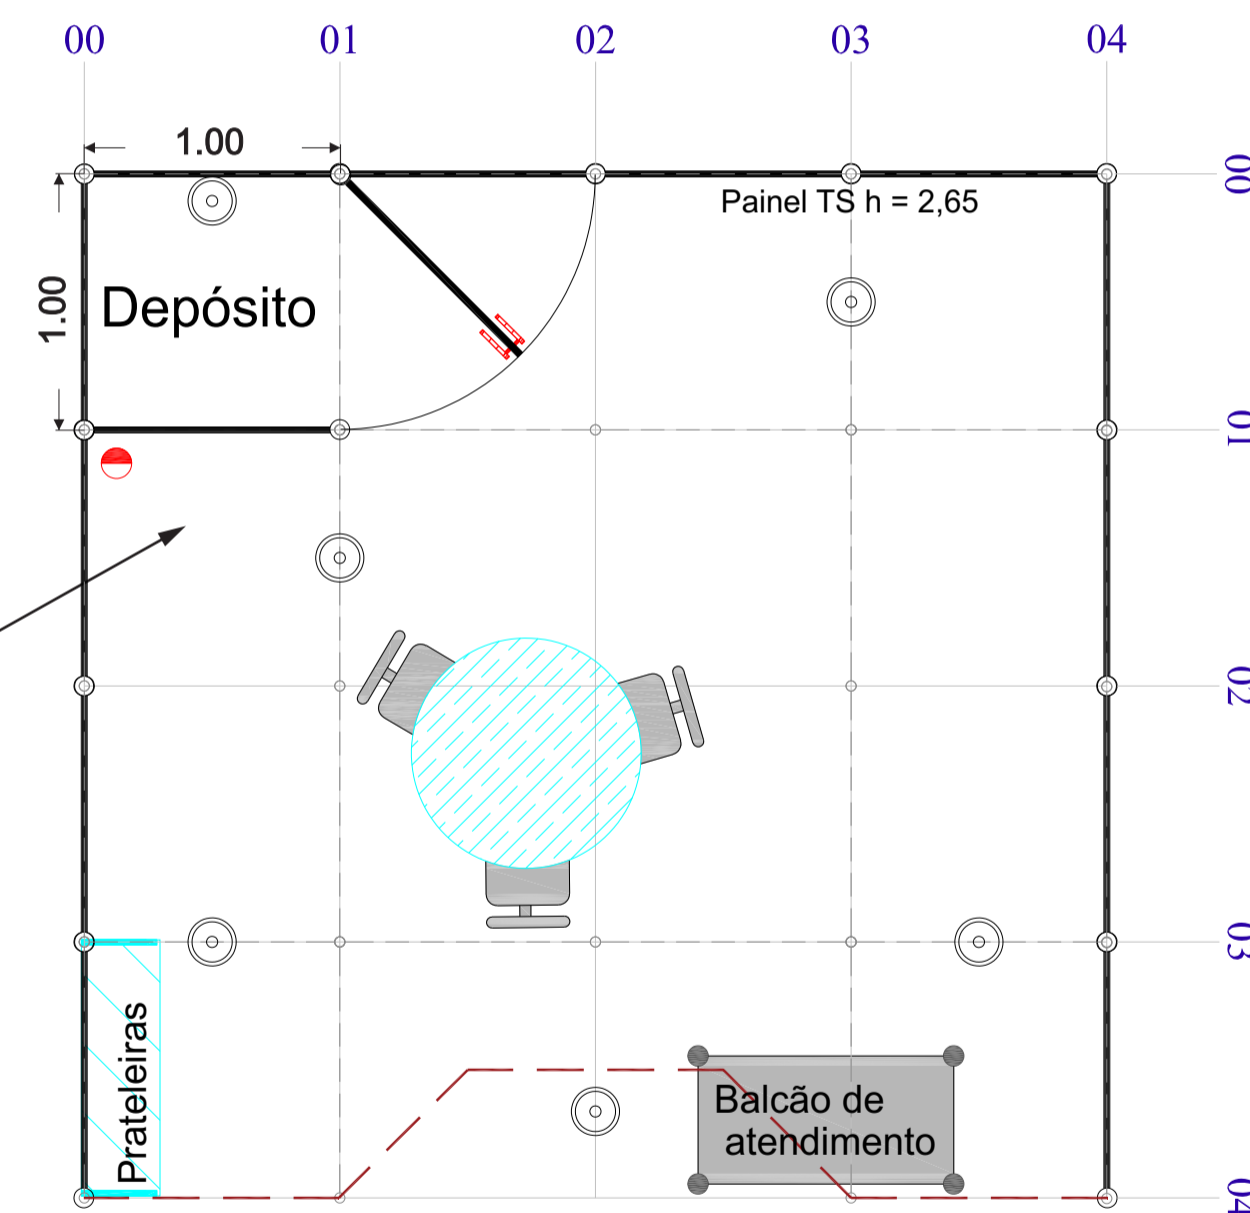 00 01 02 03 04
1.00
00
Painel TS h = 2,65
1.00
Depósito
01
02
03
Prateleiras
Balcão de
atendimento
04